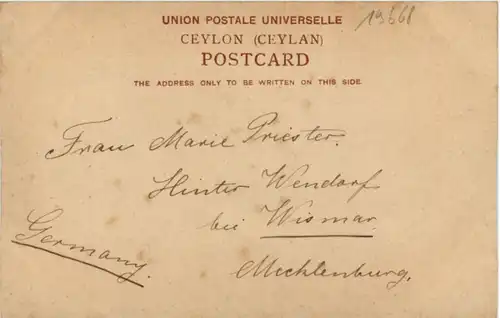 19668
UNION POSTALE UNIVERSELLE
CEYLON (CEYLAN)
POSTCARD
THE ADDRESS ONLY TO BE WRITTEN ON THIS SIDE
Frau Marie Priester.
Hinter Wendorf
bei Wismar
Germany.
Mecklenburg.